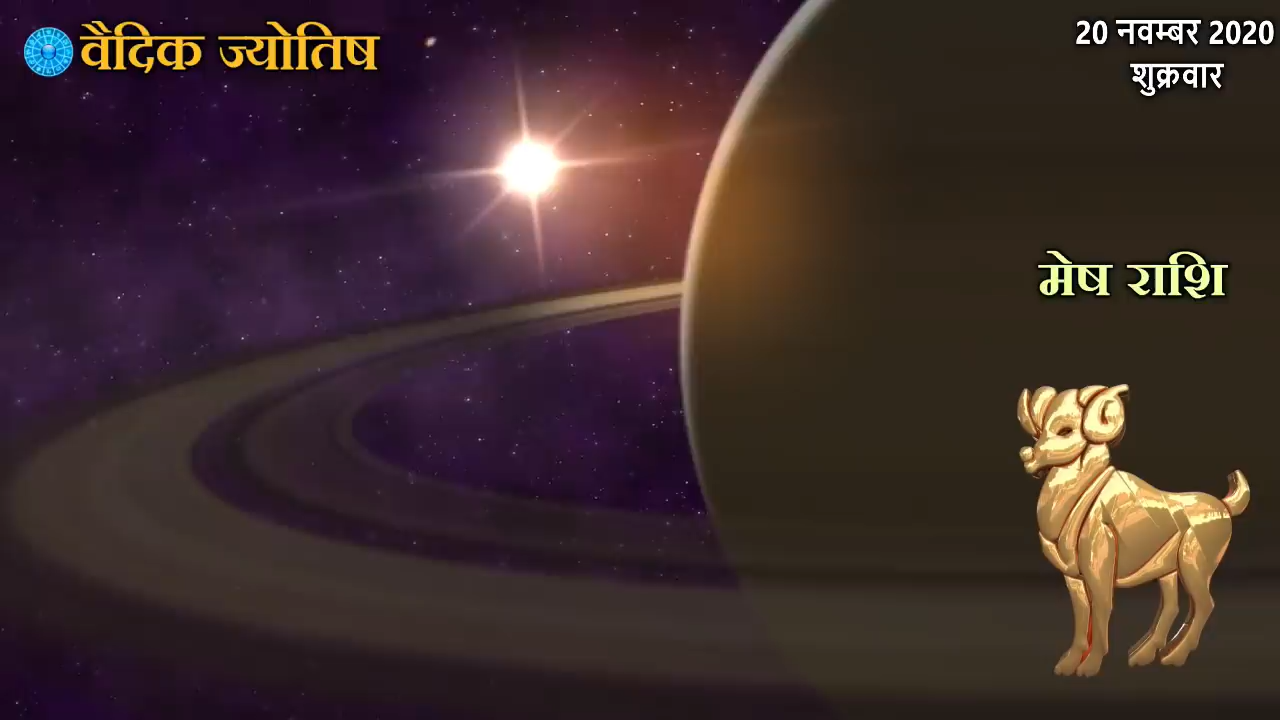 वैदिक ज्योतिष
20 नवम्बर 2020
शुक्रवार
मेष राशि